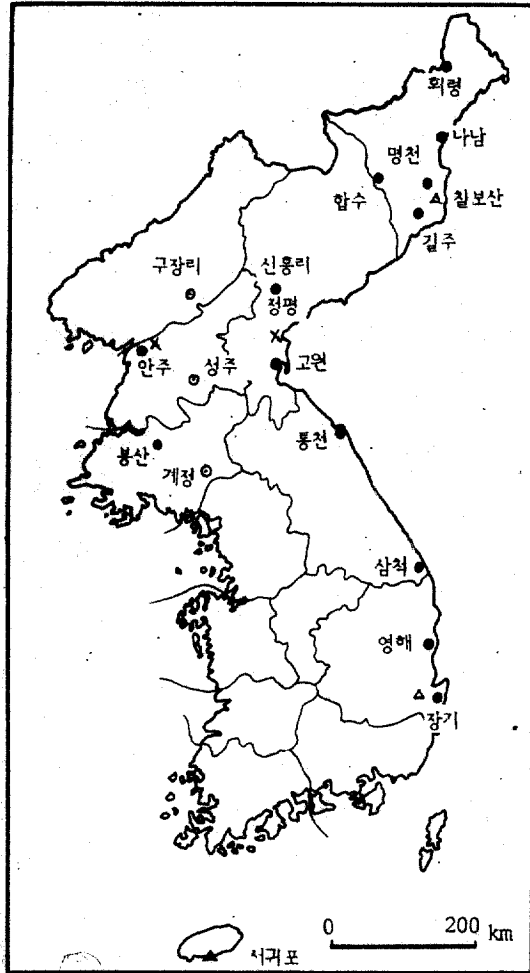 회령
나남
명천
합수
칠보산
길주
구장리
신흥리
정평
안주
성주
고원
통천
봉산
계정
삼척
영해
장기
서귀포
0 200 km